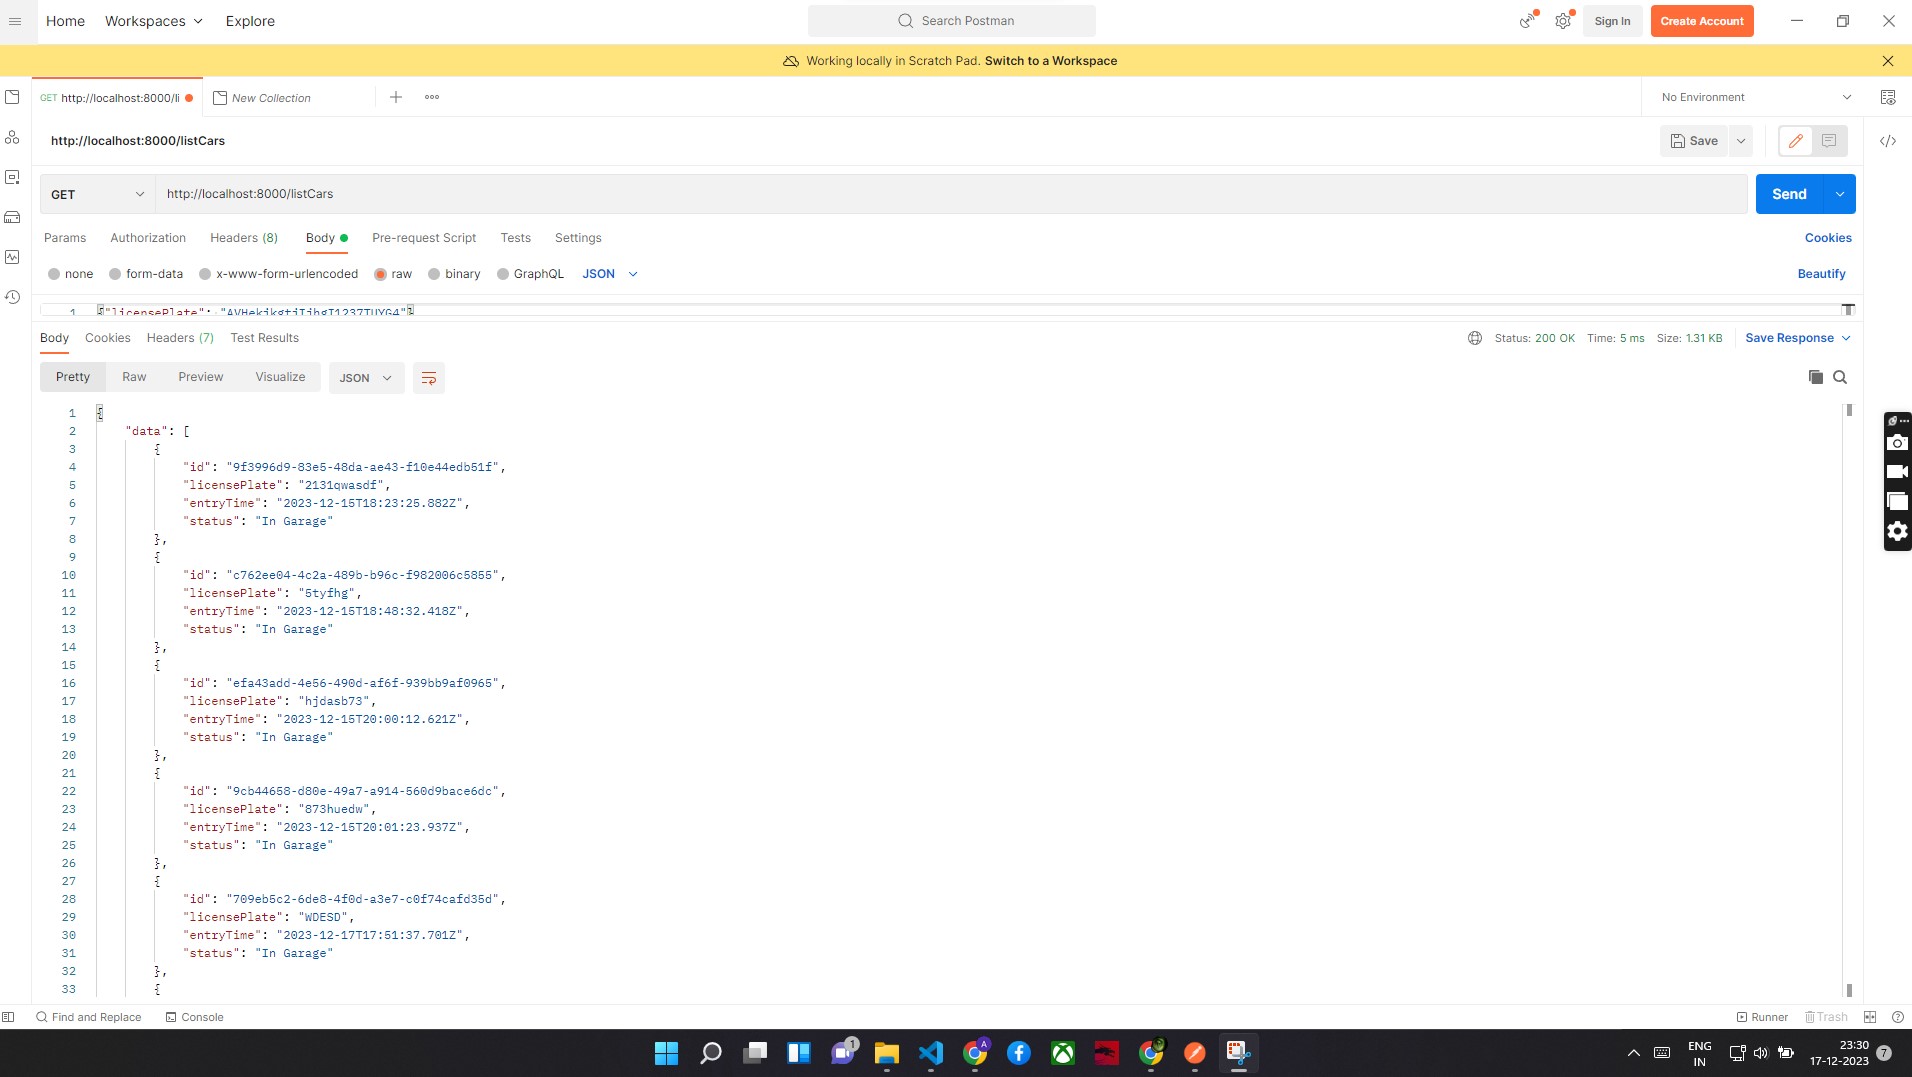 Home Workspaces Explore Search Postman Sign In Create Account
Working locally in Scratch Pad. Switch to a Workspace
GET http://localhost:8000/li New Collection No Environment
http://localhost:8000/listCars Save
GET http://localhost:8000/listCars Send
Params Authorization Headers (8) Body Pre-request Script Tests Settings Cookies
none form-data x-www-form-urlencoded raw binary GraphQL JSON Beautify
1 {"licensePlate":
Body Cookies Headers (7) Test Results Status: 200 OK Time: 5 ms Size: 1.31 KB Save Response
Pretty Raw Preview Visualize JSON
1 {
2 "data": [
3 {
4 "id": "9f3996d9-83e5-48da-ae43-f10e44edb51f",
5 "licensePlate": "2131qwasdf",
6 "entryTime": "2023-12-15T18:23:25.882Z",
7 "status": "In Garage"
8 },
9 {
10 "id": "c762ee04-4c2a-489b-b96c-f982006c5855",
11 "licensePlate": "5tyfhg",
12 "entryTime": "2023-12-15T18:48:32.418Z",
13 "status": "In Garage"
14 },
15 {
16 "id": "efa43add-4e56-490d-af6f-939bb9af0965",
17 "licensePlate": "hjdasb73",
18 "entryTime": "2023-12-15T20:00:12.621Z",
19 "status": "In Garage"
20 },
21 {
22 "id": "9cb44658-d80e-49a7-a914-560d9bace6dc",
23 "licensePlate": "873huedw",
24 "entryTime": "2023-12-15T20:01:23.937Z",
25 "status": "In Garage"
26 },
27 {
28 "id": "709eb5c2-6de8-4f0d-a3e7-c0f74cafd35d",
29 "licensePlate": "WDESD",
30 "entryTime": "2023-12-17T17:51:37.701Z",
31 "status": "In Garage"
32 },
33 {
Find and Replace Console Runner Trash
1 A ENG 23:30
IN 17-12-2023 7